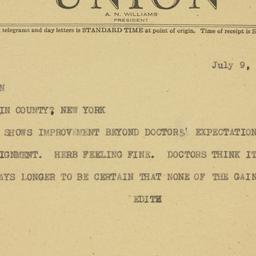 UNION
A. N. WILLIAMS
PRESIDENT
telegrams and day letters is STANDARD TIME at point of origin. Time of receipt is
July 9,
N
IN COUNTY? NEW YORK
SHOWS IMPROVEMENT BEYOND DOCTORS' EXPECTATION
IGNMENT. HERB FEELING FINE. DOCTORS THINK IT
AYS LONGER TO BE CERTAIN THAT NONE OF THE GAIN
EDITH